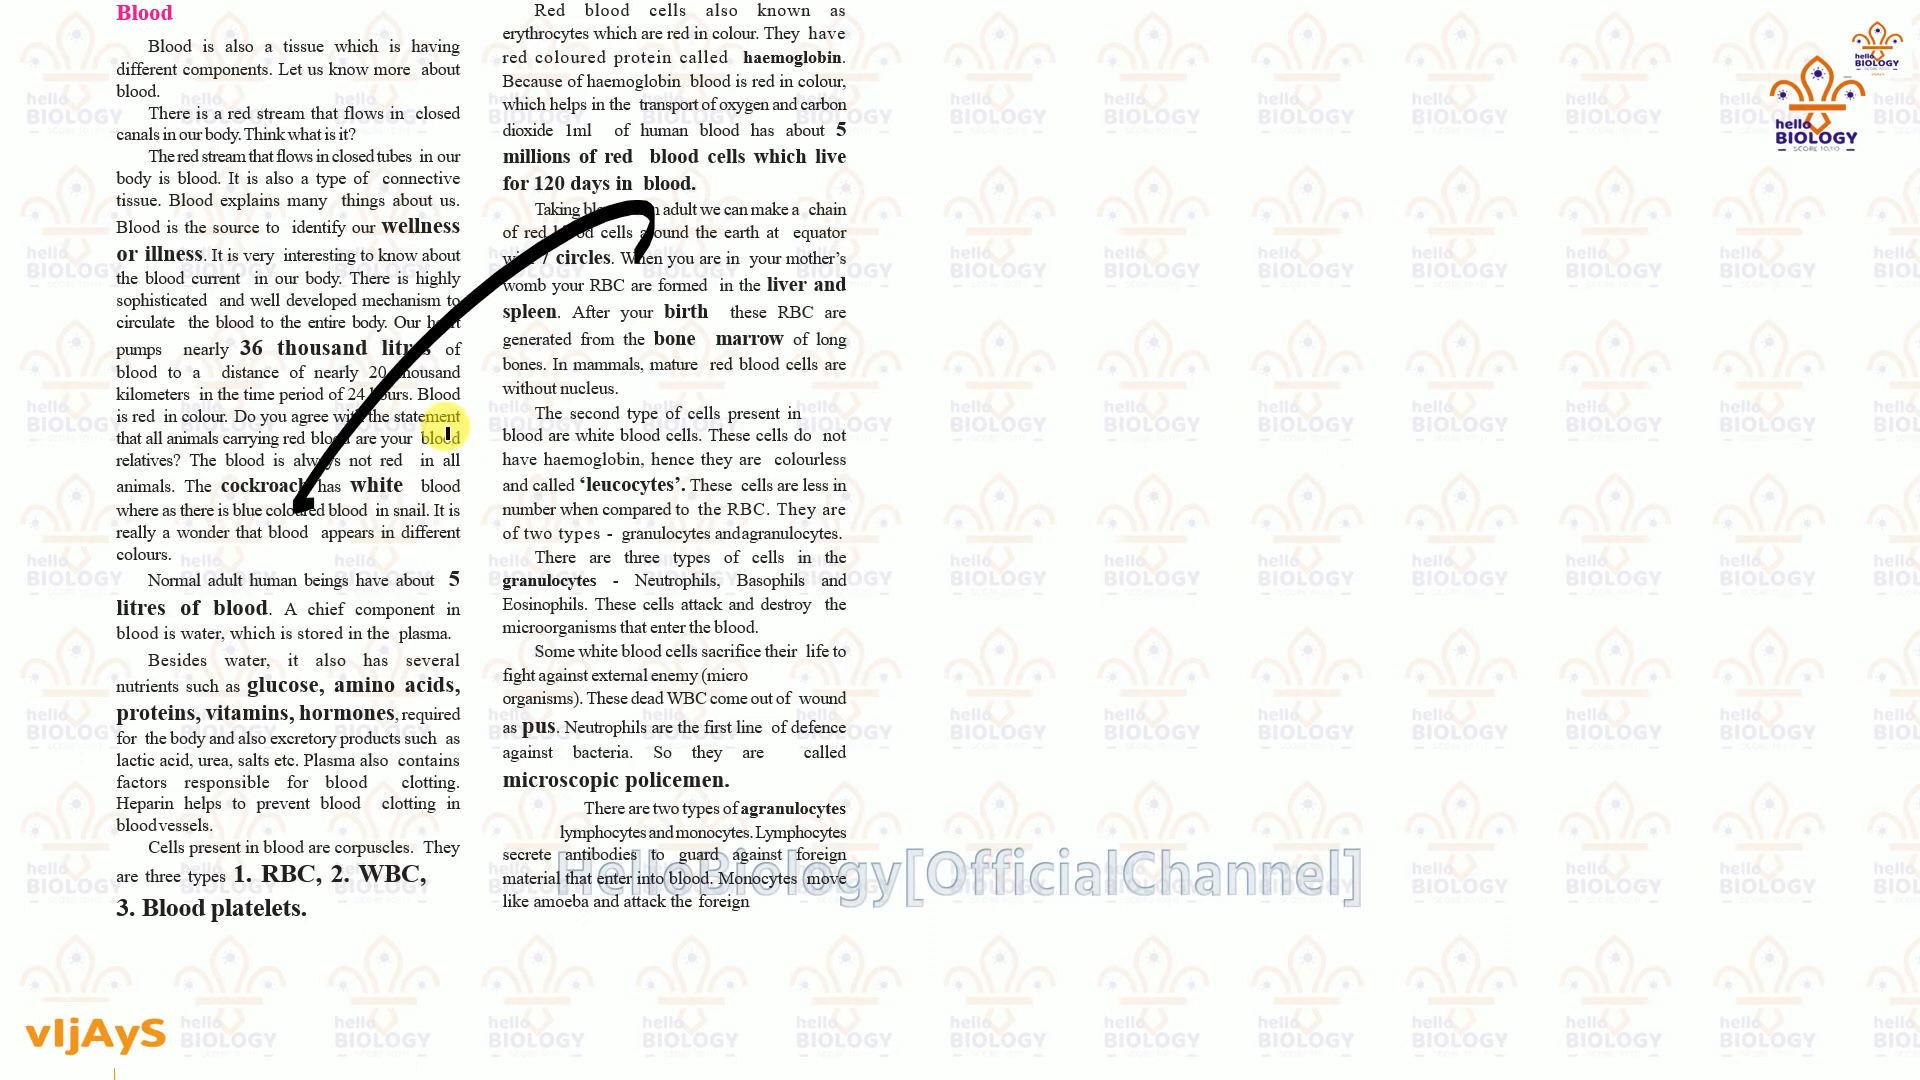 Blood
Blood is also a tissue which is having
different components. Let us know more about
blood.
There is a red stream that flows in closed
canals in our body. Think what is it?
The red stream that flows in closed tubes in our
body is blood. It is also a type of connective
tissue. Blood explains many things about us.
Blood is the source to identify our wellness
or illness. It is very interesting to know about
the blood current in our body. There is highly
sophisticated and well developed mechanism to
circulate the blood to the entire body. Our heart
pumps nearly 36 thousand litres of
blood to a distance of nearly 20 thousand
kilometers in the time period of 24 hours. Blood
is red in colour. Do you agree with the statement
that all animals carrying red blood are your blood
relatives? The blood is always not red in all
animals. The cockroach has white blood
where as there is blue coloured blood in snail. It is
really a wonder that blood appears in different
colours.
Normal adult human beings have about 5
litres of blood. A chief component in
blood is water, which is stored in the plasma.
Besides water, it also has several
nutrients such as glucose, amino acids,
proteins, vitamins, hormones, required
for the body and also excretory products such as
lactic acid, urea, salts etc. Plasma also contains
factors responsible for blood clotting.
Heparin helps to prevent blood clotting in
blood vessels.
Cells present in blood are corpuscles. They
are three types 1. RBC, 2. WBC,
3. Blood platelets.
Red blood cells also known as
erythrocytes which are red in colour. They have
red coloured protein called haemoglobin.
Because of haemoglobin blood is red in colour,
which helps in the transport of oxygen and carbon
dioxide 1ml of human blood has about 5
millions of red blood cells which live
for 120 days in blood.
Taking adult we can make a chain
of red blood cells around the earth at equator
7 circles. When you are in your mother's
womb your RBC are formed in the liver and
spleen. After your birth these RBC are
generated from the bone marrow of long
bones. In mammals, mature red blood cells are
without nucleus.
The second type of cells present in
blood are white blood cells. These cells do not
have haemoglobin, hence they are colourless
and called ‘leucocytes’. These cells are less in
number when compared to the RBC. They are
of two types - granulocytes andagranulocytes.
There are three types of cells in the
granulocytes - Neutrophils, Basophils and
Eosinophils. These cells attack and destroy the
microorganisms that enter the blood.
Some white blood cells sacrifice their life to
fight against external enemy (micro
organisms). These dead WBC come out of wound
as pus. Neutrophils are the first line of defence
against bacteria. So they are called
microscopic policemen.
There are two types of agranulocytes
lymphocytes and monocytes. Lymphocytes
secrete antibodies to guard against foreign
material that enter into blood. Monocytes move
like amoeba and attack the foreign
HelloBiology[OfficialChannel]
hello
BIOLOGY
SCORE 10/10
hello
BIOLOGY
vIjAyS